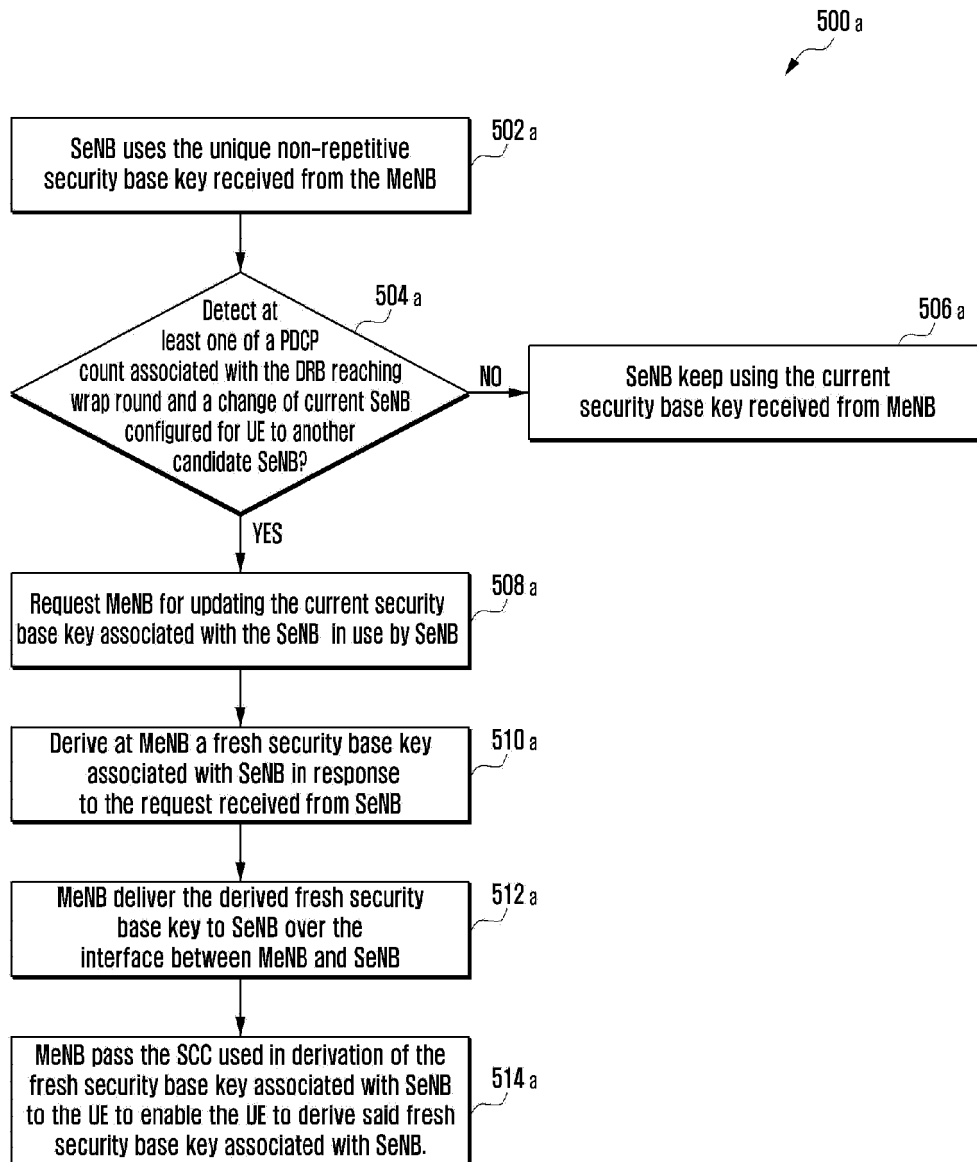 500 a
502 a
SeNB uses the unique non-repetitive
security base key received from the MeNB
504 a
Detect at
least one of a PDCP
count associated with the DRB reaching
wrap round and a change of current SeNB
configured for UE to another
candidate SeNB?
NO
506 a
SeNB keep using the current
security base key received from MeNB
YES
508 a
Request MeNB for updating the current security
base key associated with the SeNB in use by SeNB
510 a
Derive at MeNB a fresh security base key
associated with SeNB in response
to the request received from SeNB
512 a
MeNB deliver the derived fresh security
base key to SeNB over the
interface between MeNB and SeNB
514 a
MeNB pass the SCC used in derivation of the
fresh security base key associated with SeNB
to the UE to enable the UE to derive said fresh
security base key associated with SeNB.